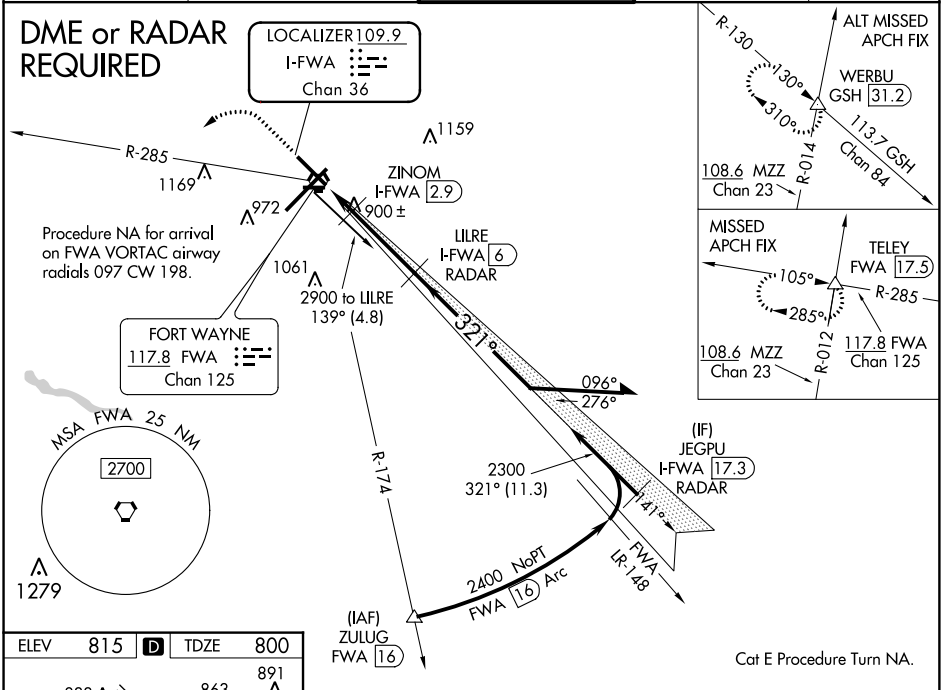 DME or RADAR
REQUIRED
LOCALIZER 109.9
I-FWA
Chan 36
R-285
1169
1159
972
ZINOM
I-FWA 2.9
900 ±
Procedure NA for arrival
on FWA VORTAC airway
radials 097 CW 198.
1061
LILRE
I-FWA 6
RADAR
2900 to LILRE
139° (4.8)
FORT WAYNE
117.8 FWA
Chan 125
321°
096°
276°
MSA FWA 25 NM
2700
1279
R-174
2300
321° (11.3)
(IF)
JEGPU
I-FWA 17.3
RADAR
141°
FWA
LR-148
2400 NoPT
FWA 16 Arc
(IAF)
ZULUG
FWA 16
ALT MISSED
APCH FIX
R-130
130°
310°
WERBU
GSH 31.2
113.7 GSH
Chan 84
R-014
108.6 MZZ
Chan 23
MISSED
APCH FIX
TELEY
FWA 17.5
105°
285°
R-285
R-012
117.8 FWA
Chan 125
108.6 MZZ
Chan 23
Cat E Procedure Turn NA.
ELEV 815 D TDZE 800
891
863